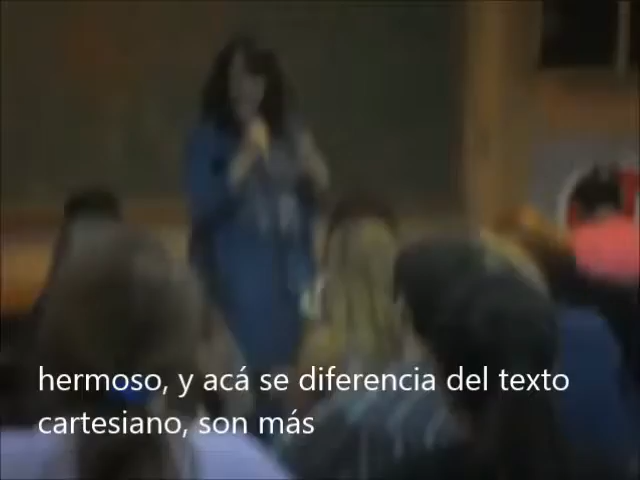 hermoso, y acá se diferencia del texto
cartesiano, son más